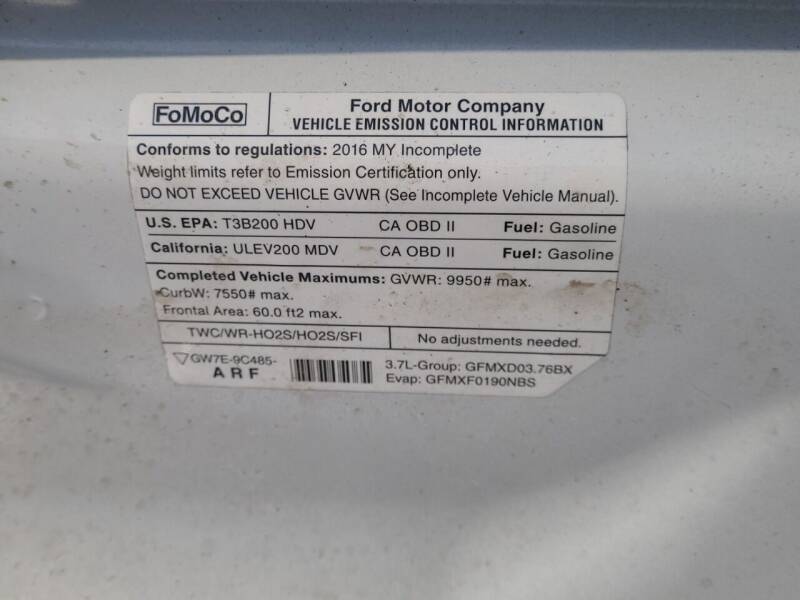 FoMoCo
Ford Motor Company
VEHICLE EMISSION CONTROL INFORMATION
Conforms to regulations: 2016 MY Incomplete
Weight limits refer to Emission Certification only.
DO NOT EXCEED VEHICLE GVWR (See Incomplete Vehicle Manual).
U.S. EPA: T3B200 HDV CA OBD II Fuel: Gasoline
California: ULEV200 MDV CA OBD II Fuel: Gasoline
Completed Vehicle Maximums: GVWR: 9950# max.
CurbW: 7550# max.
Frontal Area: 60.0 ft2 max.
TWC/WR-HO2S/HO2S/SFI No adjustments needed.
GW7E-9C485-
ARF
3.7L-Group: GFMXD03.76BX
Evap: GFMXF0190NBS